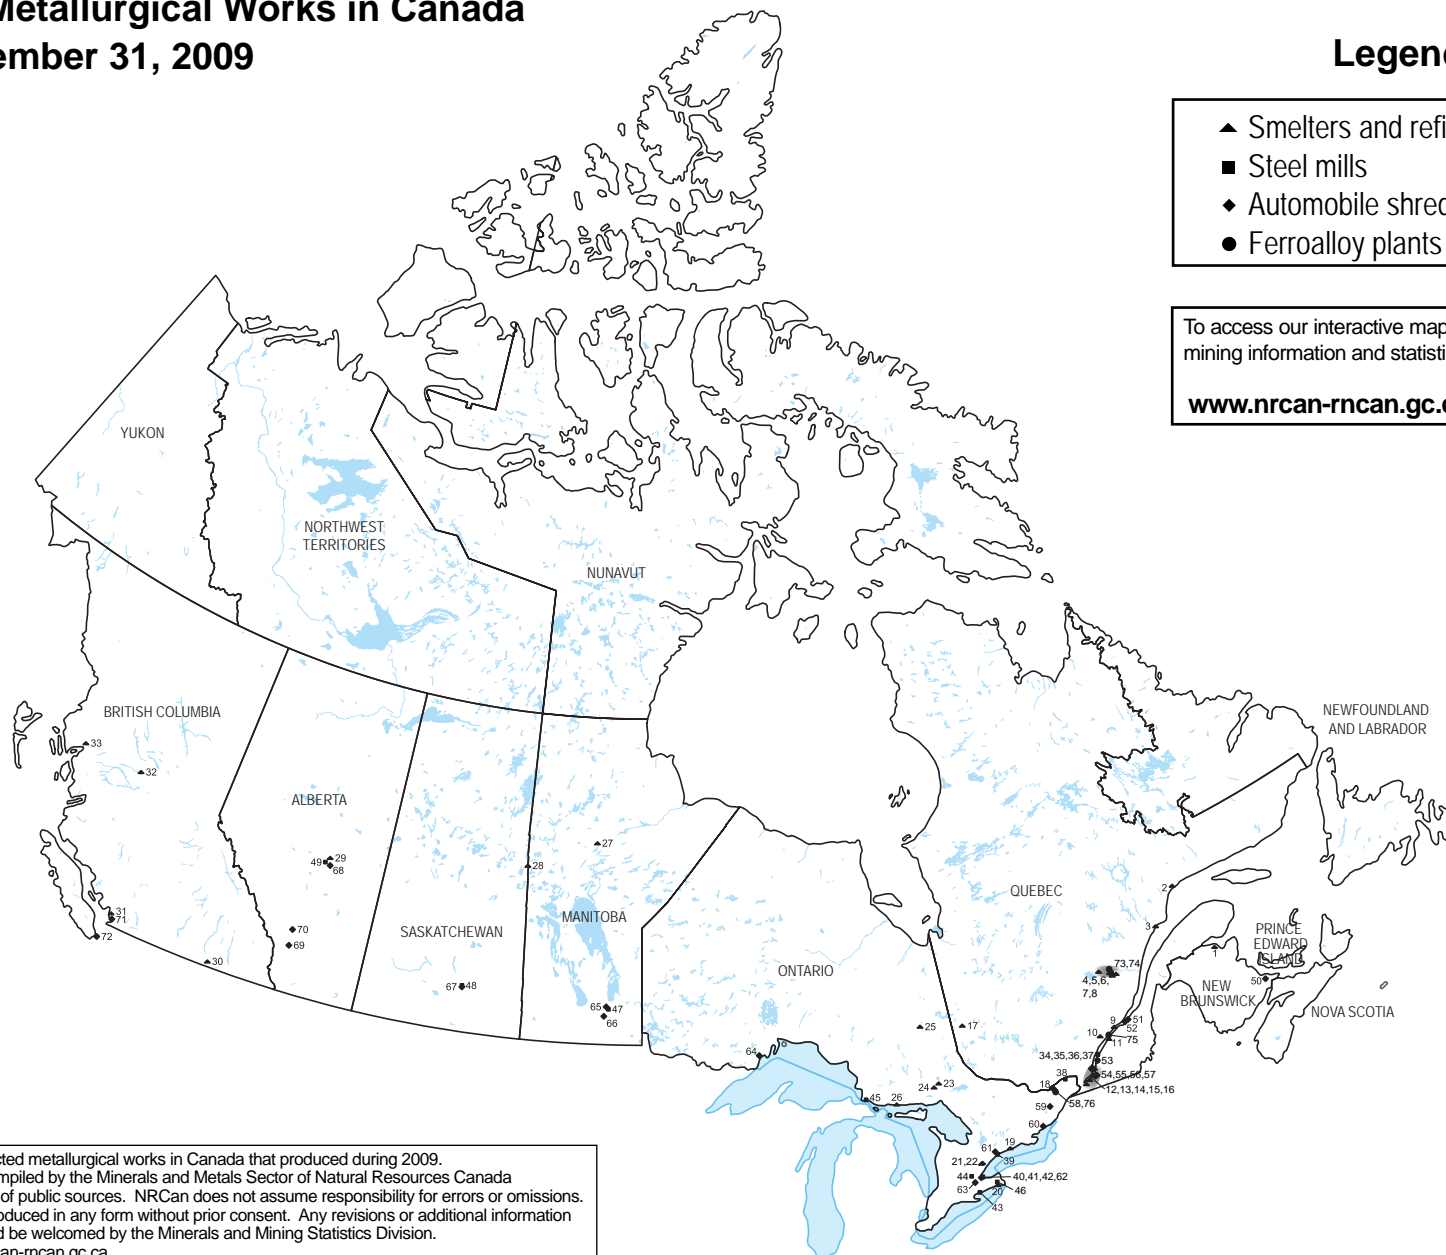 Metallurgical Works in Canada
ember 31, 2009
Legen
Smelters and refi
Steel mills
Automobile shred
Ferroalloy plants
To access our interactive map
mining information and statisti
www.nrcan-rncan.gc.c
YUKON
NORTHWEST
TERRITORIES
NUNAVUT
BRITISH COLUMBIA
33
32
ALBERTA
49 29
68
31
71
72
30
70
69
SASKATCHEWAN
67 48
28
27
MANITOBA
65 47
66
ONTARIO
64
45 26
25 17
24 23
QUEBEC
NEWFOUNDLAND
AND LABRADOR
2
3
PRINCE
EDWARD
ISLAND
1
50
NEW
BRUNSWICK
NOVA SCOTIA
73,74
4,5,6,
7,8
9 51
52
10 75
11
34,35,36,37 53
38 54,55,56,57
12,13,14,15,16
18
58,76
59
60
61 19
39
21,22
44 40,41,42,62
63 20 46
43
cted metallurgical works in Canada that produced during 2009.
mpiled by the Minerals and Metals Sector of Natural Resources Canada
of public sources. NRCan does not assume responsibility for errors or omissions.
oduced in any form without prior consent. Any revisions or additional information
d be welcomed by the Minerals and Mining Statistics Division.
an-rncan.gc.ca